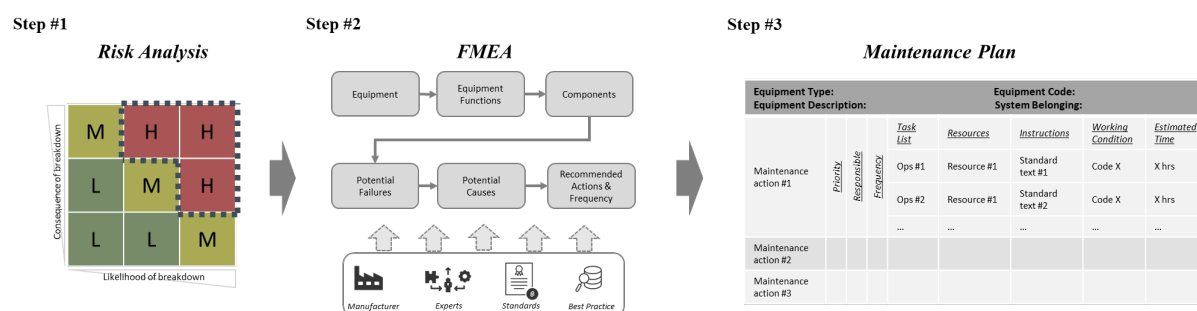 Step #1
Risk Analysis
Consequence of breakdown
M H H
L M H
L L M
Likelihood of breakdown
Step #2
FMEA
Equipment
Equipment
Functions
Components
Potential
Failures
Potential
Causes
Recommended
Actions &
Frequency
Manufacturer
Experts
Standards
Best Practice
Step #3
Maintenance Plan
Equipment Type: Equipment Code:
Equipment Description: System Belonging:
Maintenance
action #1
Priority
Responsible
Frequency
Task
List
Resources
Instructions
Working
Condition
Estimated
Time
Ops #1 Resource #1 Standard
text #1 Code X X hrs
Ops #2 Resource #1 Standard
text #2 Code X X hrs
... ... ... ... ...
Maintenance
action #2
Maintenance
action #3